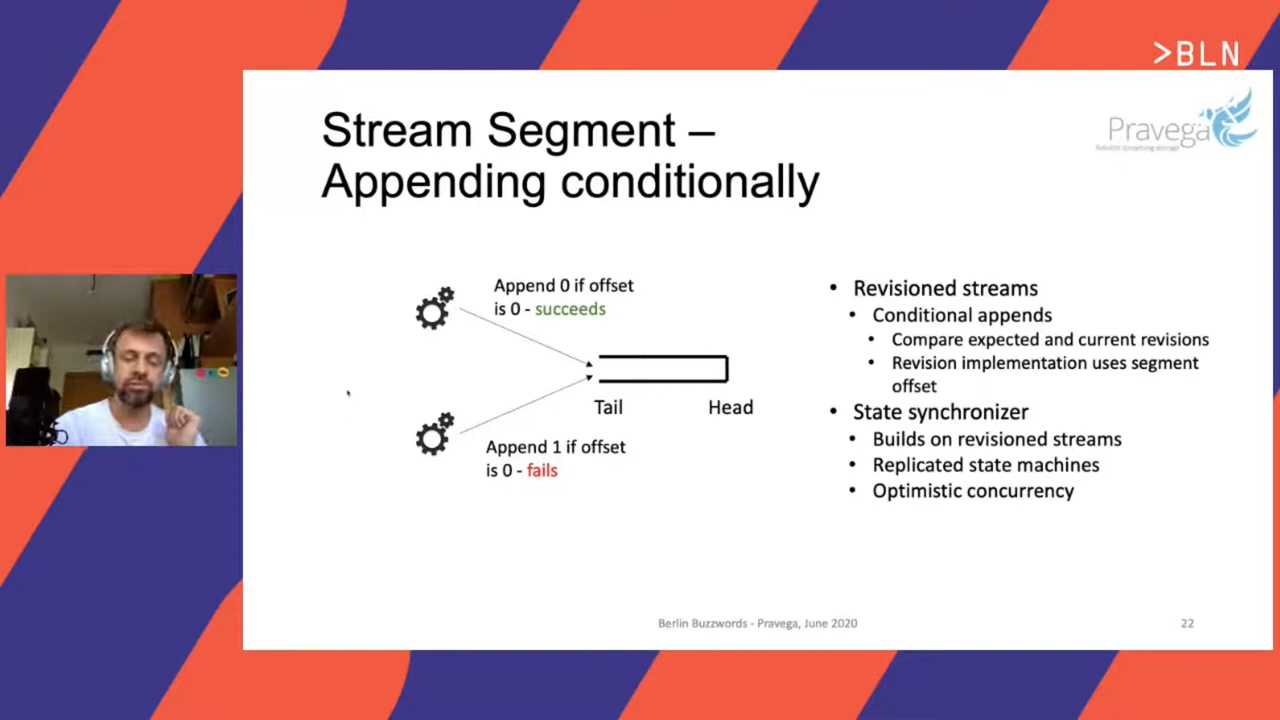 >BLN
Stream Segment –
Appending conditionally
Pravega
Append 0 if offset
is 0 - succeeds
Tail
Head
Append 1 if offset
is 0 - fails
• Revisioned streams
• Conditional appends
• Compare expected and current revisions
• Revision implementation uses segment
offset
• State synchronizer
• Builds on revisioned streams
• Replicated state machines
• Optimistic concurrency
Berlin Buzzwords - Pravega, June 2020
22